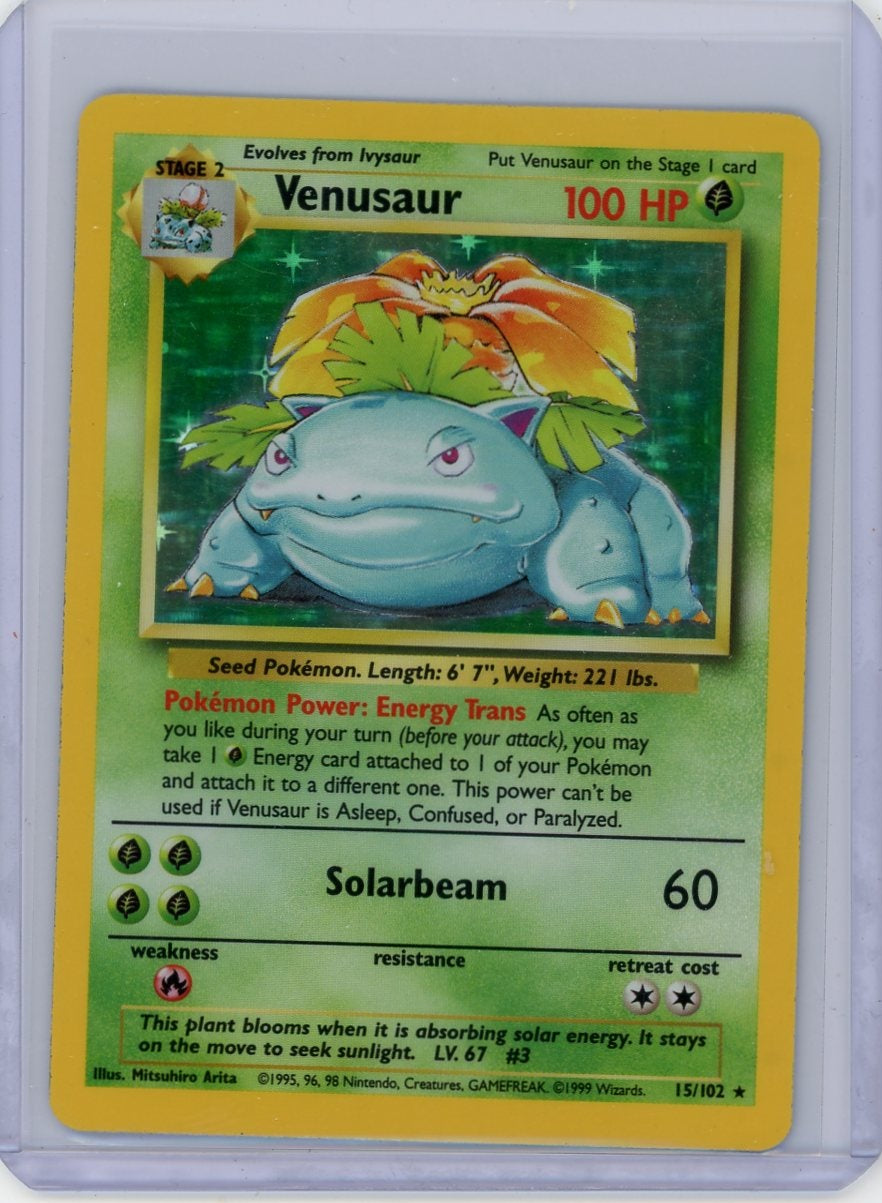 STAGE 2
Evolves from Ivysaur
Put Venusaur on the Stage 1 card
Venusaur
100 HP
Seed Pokémon. Length: 6' 7", Weight: 221 lbs.
Pokémon Power: Energy Trans As often as
you like during your turn (before your attack), you may
take 1 Energy card attached to 1 of your Pokémon
and attach it to a different one. This power can't be
used if Venusaur is Asleep, Confused, or Paralyzed.
Solarbeam
60
weakness
resistance
retreat cost
This plant blooms when it is absorbing solar energy. It stays
on the move to seek sunlight. LV. 67 #3
Illus. Mitsuhiro Arita
©1995, 96, 98 Nintendo, Creatures, GAMEFREAK. ©1999 Wizards.
15/102 ★